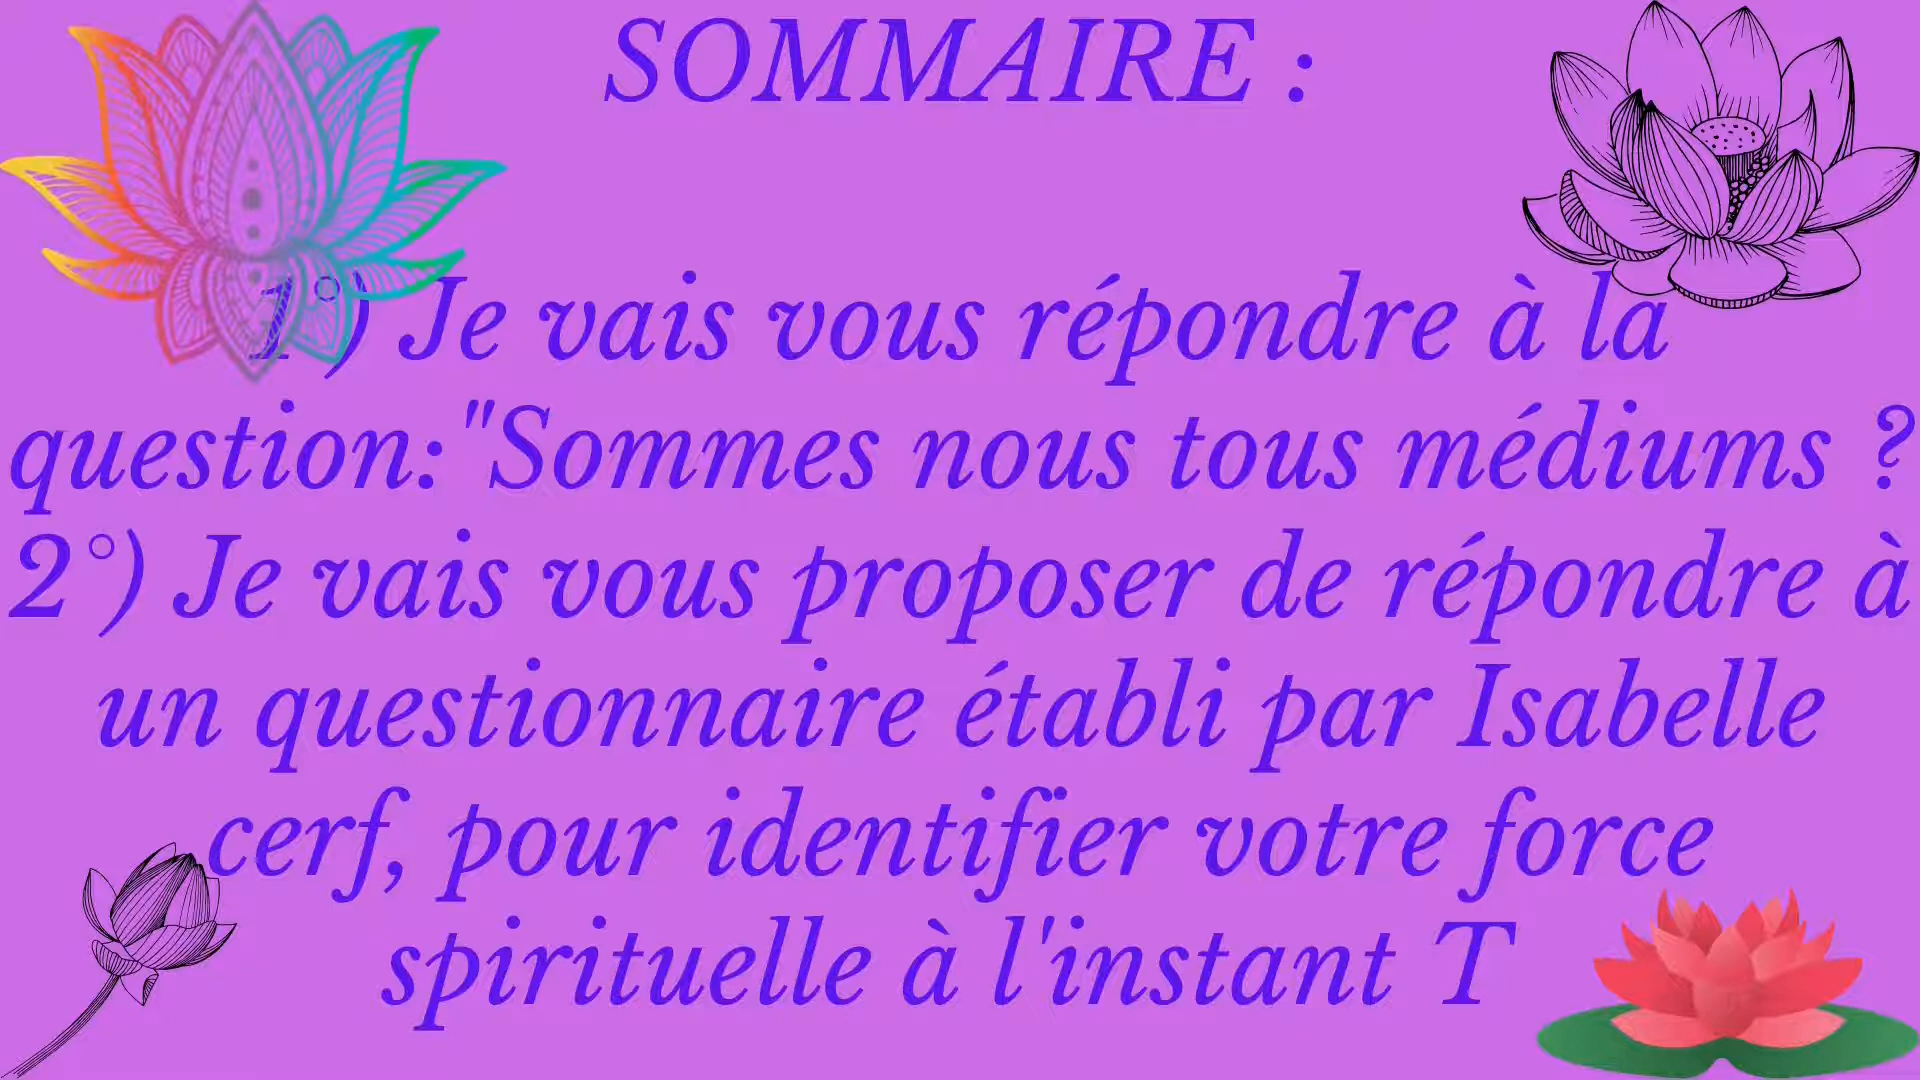 SOMMAIRE :
1°) Je vais vous répondre à la
question:"Sommes nous tous médiums ?
2°) Je vais vous proposer de répondre à
un questionnaire établi par Isabelle
cerf, pour identifier votre force
spirituelle à l'instant T